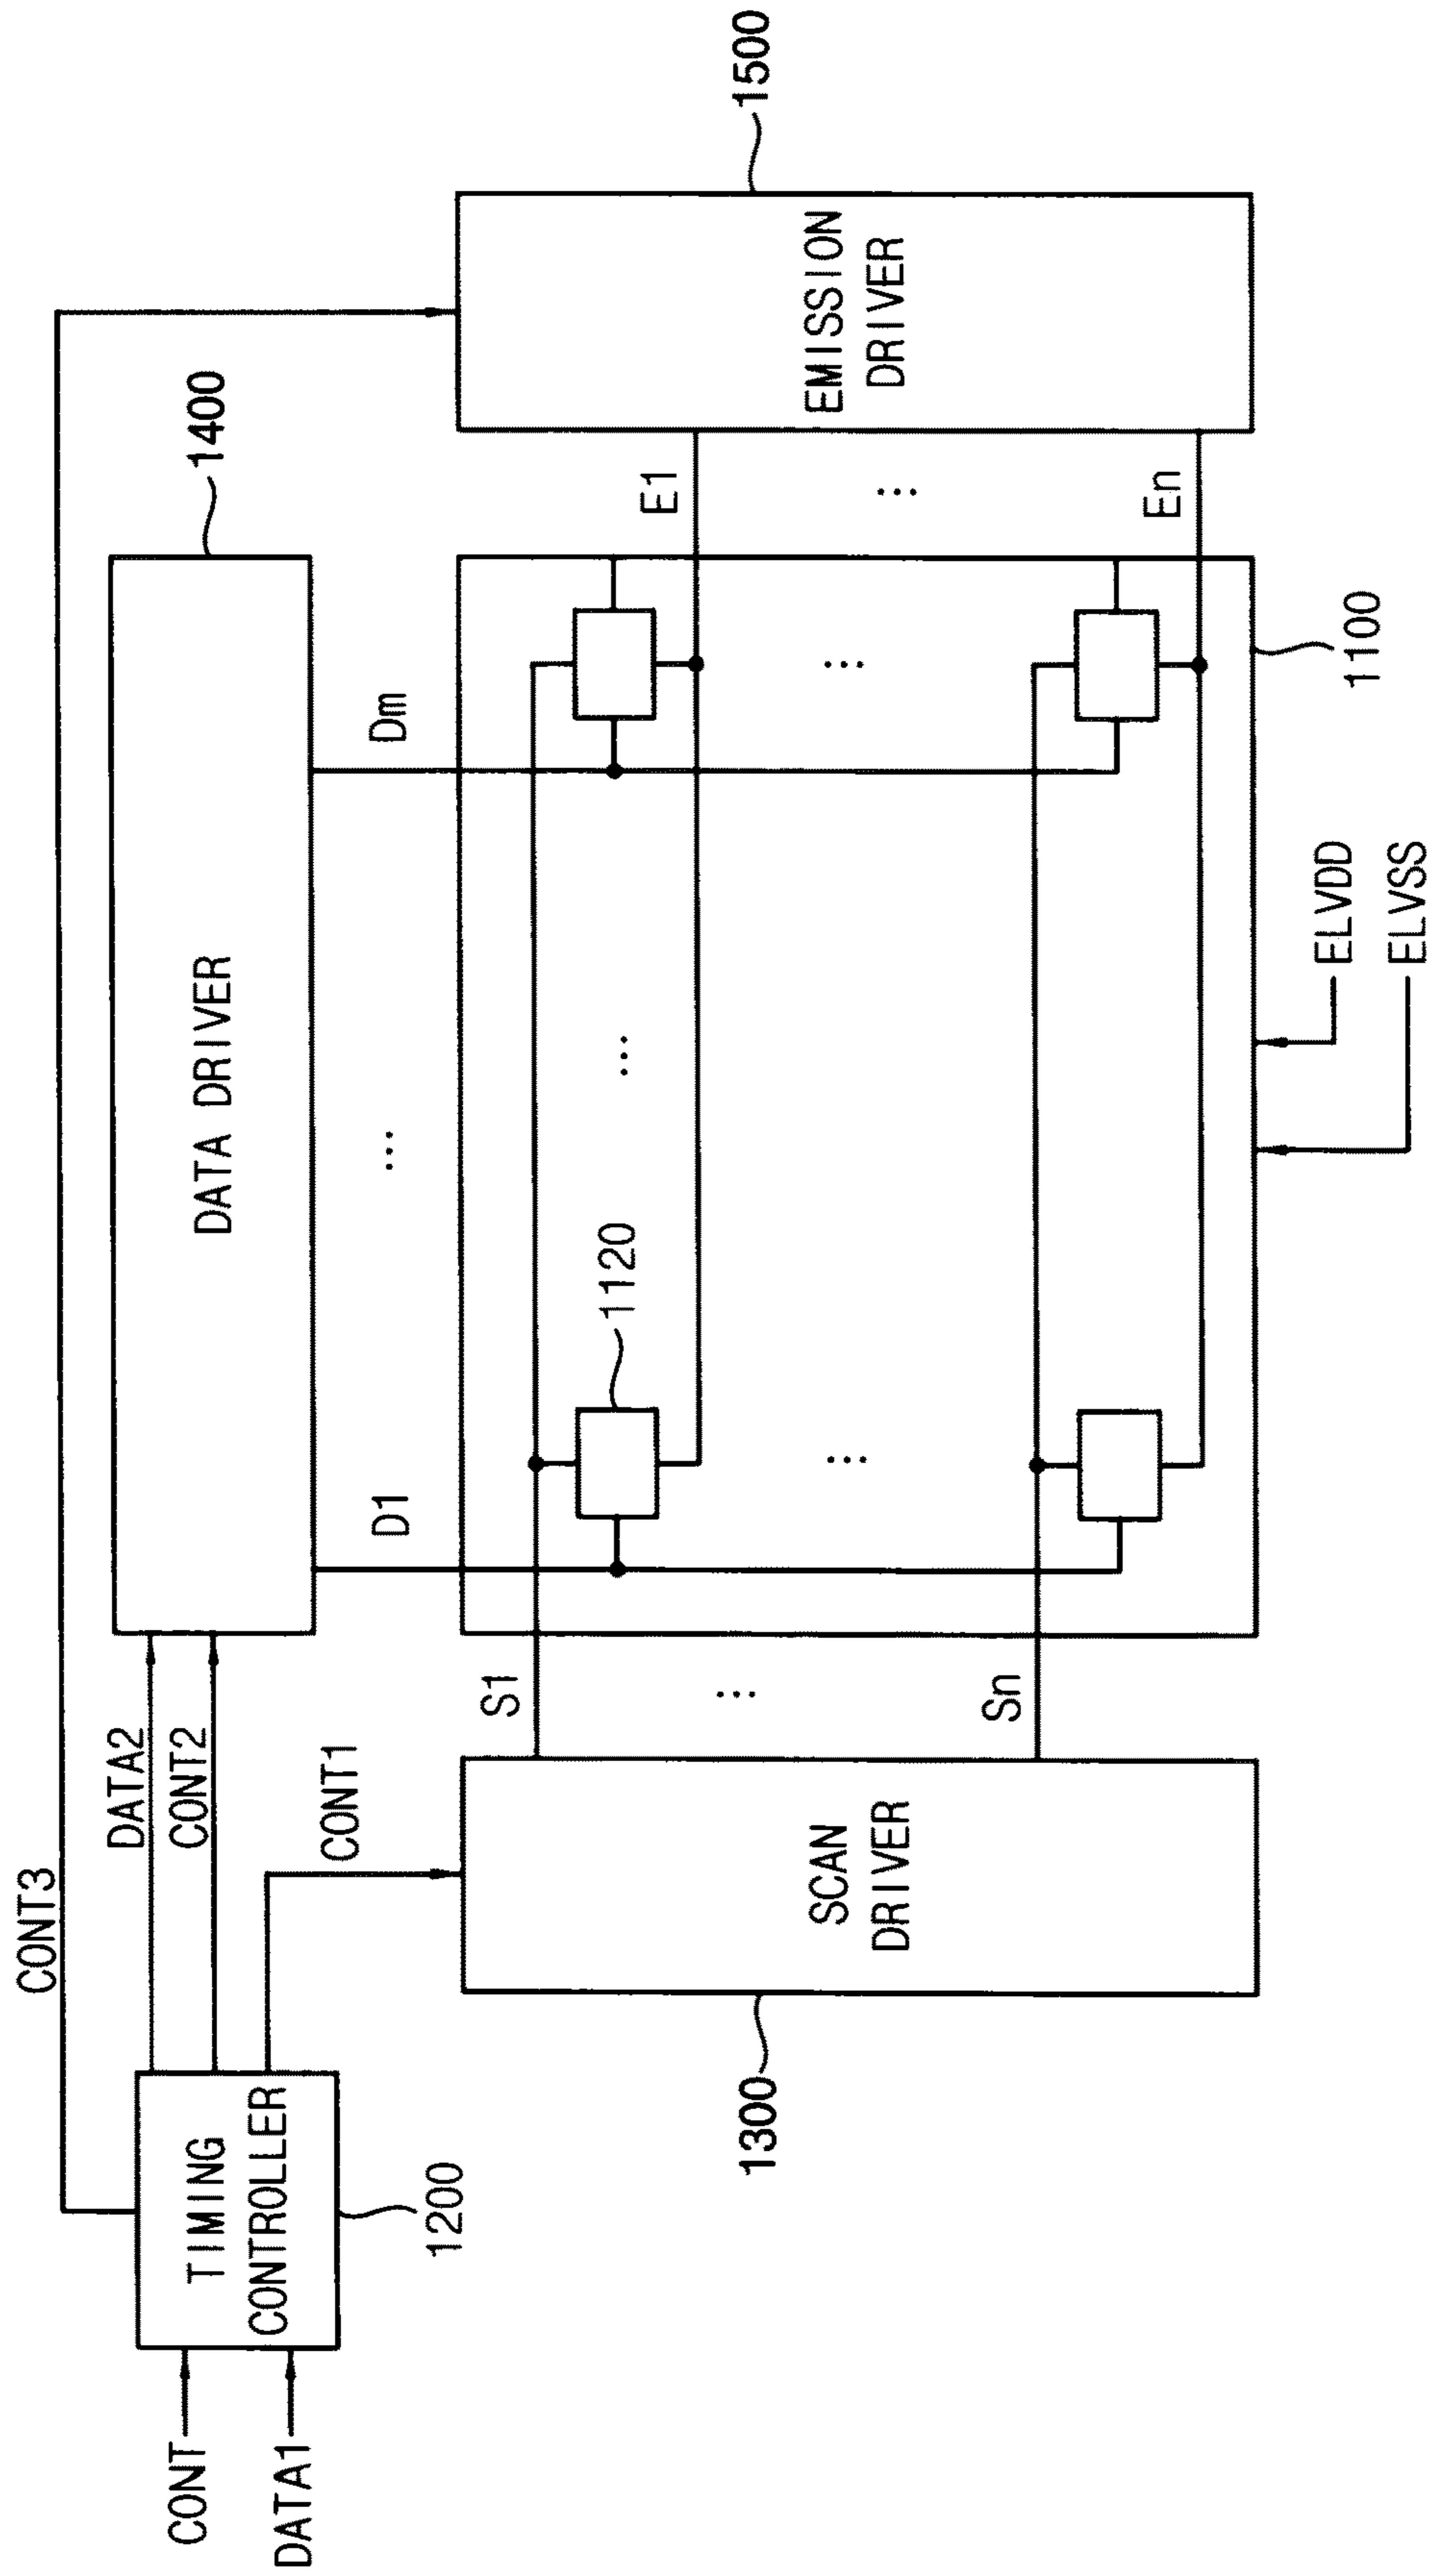 CONT3
DATA2
CONT
TIMING
CONTROLLER
DATA1
CONT2
DATA DRIVER
1400
1200
CONT1
D1
...
Dm
S1
...
Sn
1300
SCAN
DRIVER
1120
...
...
...
E1
...
En
EMISSION
DRIVER
1500
1100
ELVDD
ELVSS